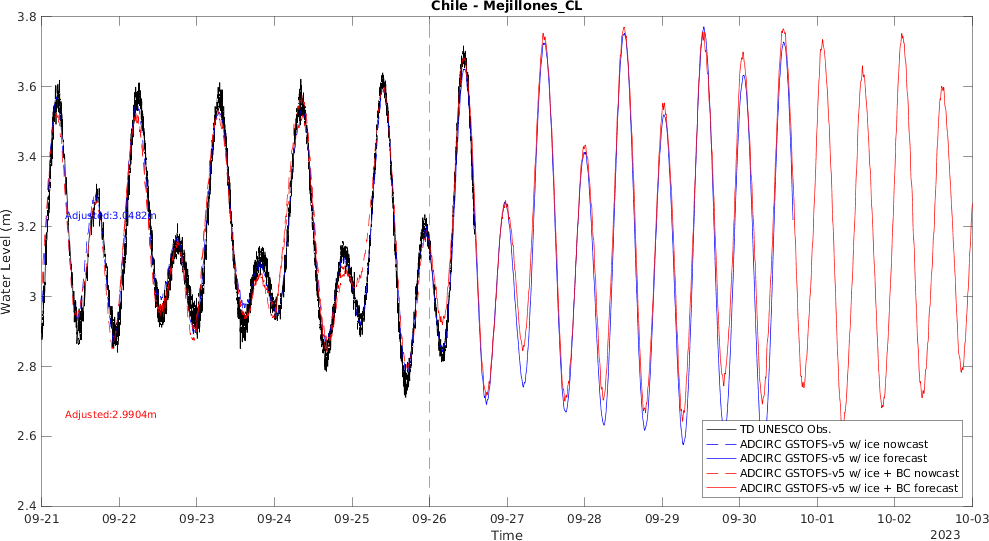 Chile - Mejillones_CL
3.8
3.6
3.4
3.2
3
2.8
2.6
2.4
Water Level (m)
Adjusted:3.0482m
Adjusted:2.9904m
TD UNESCO Obs.
ADCIRC GSTOFS-v5 w/ ice nowcast
ADCIRC GSTOFS-v5 w/ ice forecast
ADCIRC GSTOFS-v5 w/ ice + BC nowcast
ADCIRC GSTOFS-v5 w/ ice + BC forecast
09-21 09-22 09-23 09-24 09-25 09-26 09-27 09-28 09-29 09-30 10-01 10-02 10-03
Time
2023